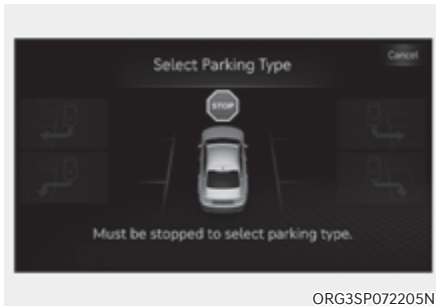 Select Parking Type
Cancel
STOP
Must be stopped to select parking type.
ORG3SP072205N